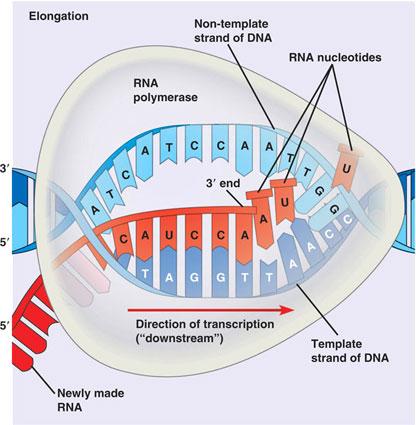 Elongation
Non-template
strand of DNA
RNA nucleotides
RNA
polymerase
3′
A T C A T C C A A T T G G
U
3′ end
A U
5′
C A U C C A
T A G G T T A A C C
5′
Direction of transcription
("downstream")
Template
strand of DNA
Newly made
RNA